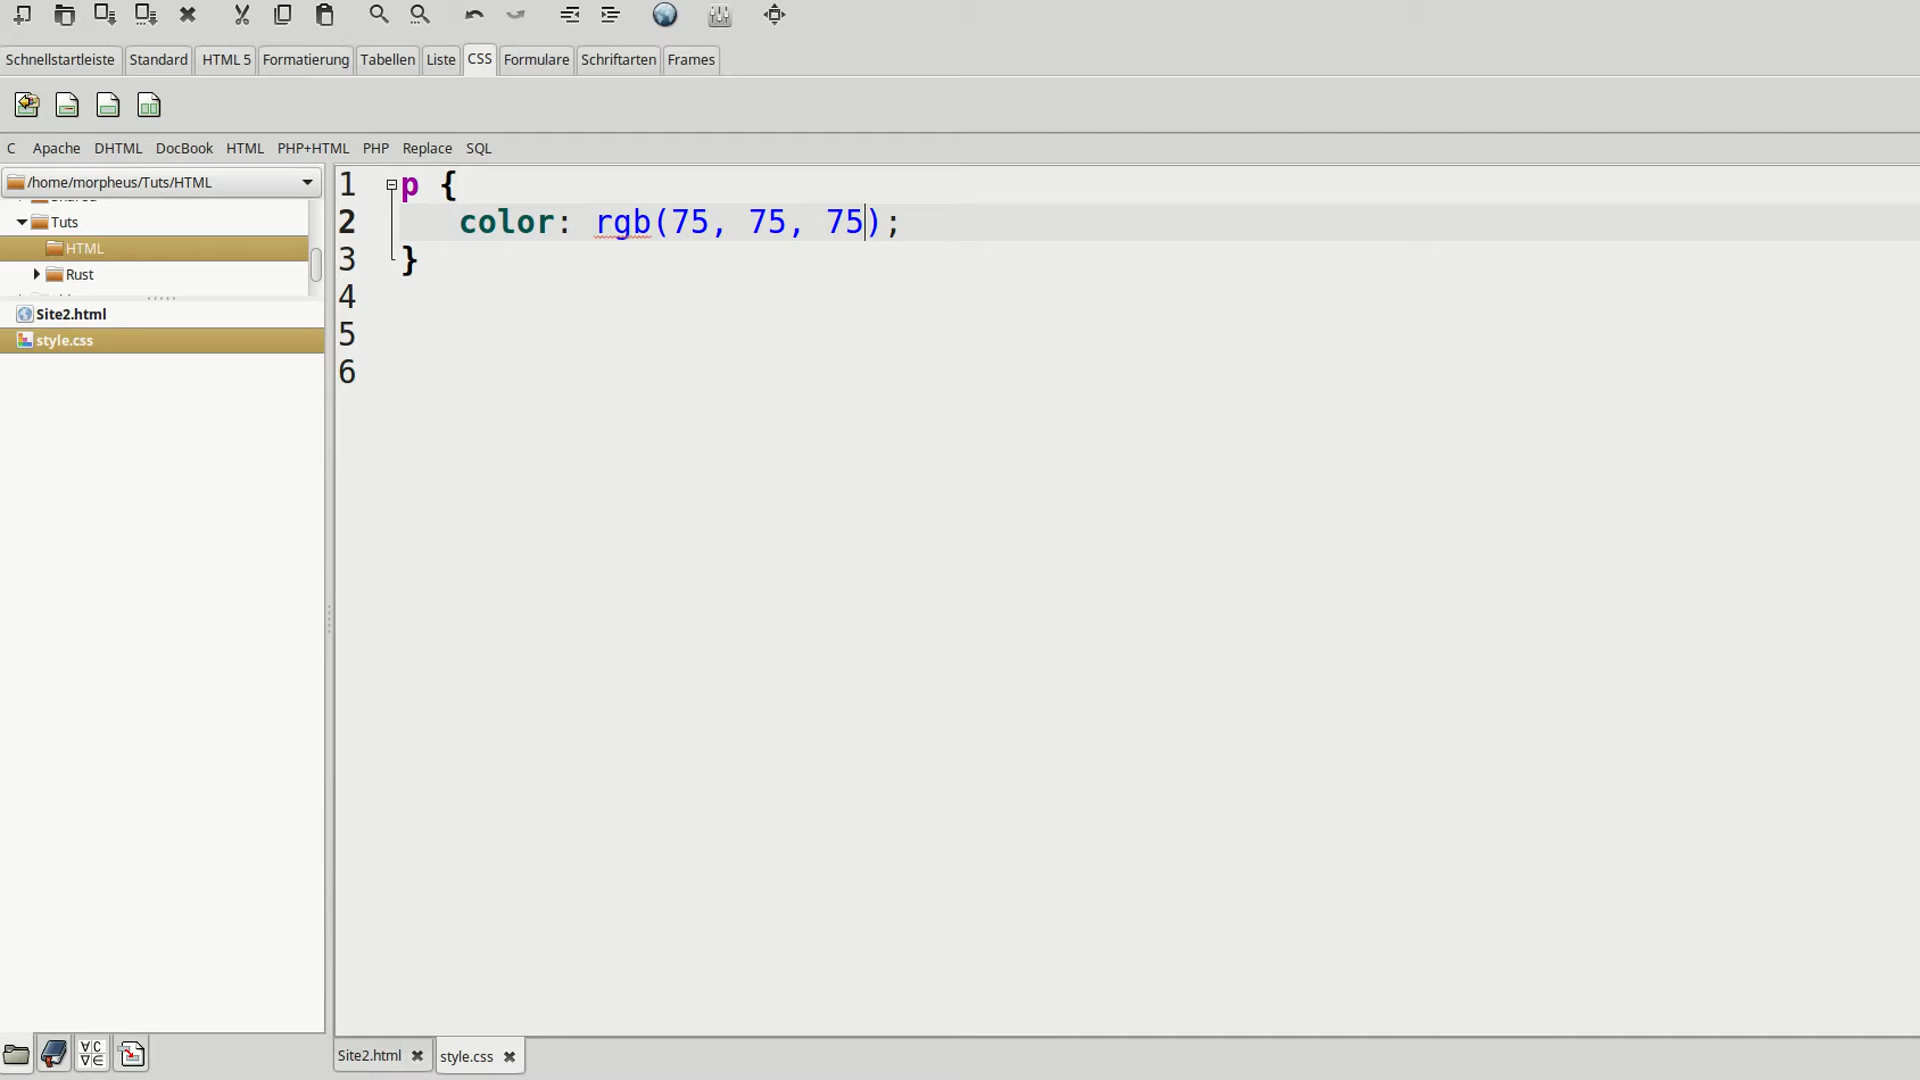 Schnellstartleiste Standard HTML 5 Formatierung Tabellen Liste CSS Formulare Schriftarten Frames
C Apache DHTML DocBook HTML PHP+HTML PHP Replace SQL
/home/morpheus/Tuts/HTML
Tuts
HTML
Rust
Site2.html
style.css
1 p {
2 color: rgb(75, 75, 75);
3 }
4
5
6
Site2.html style.css